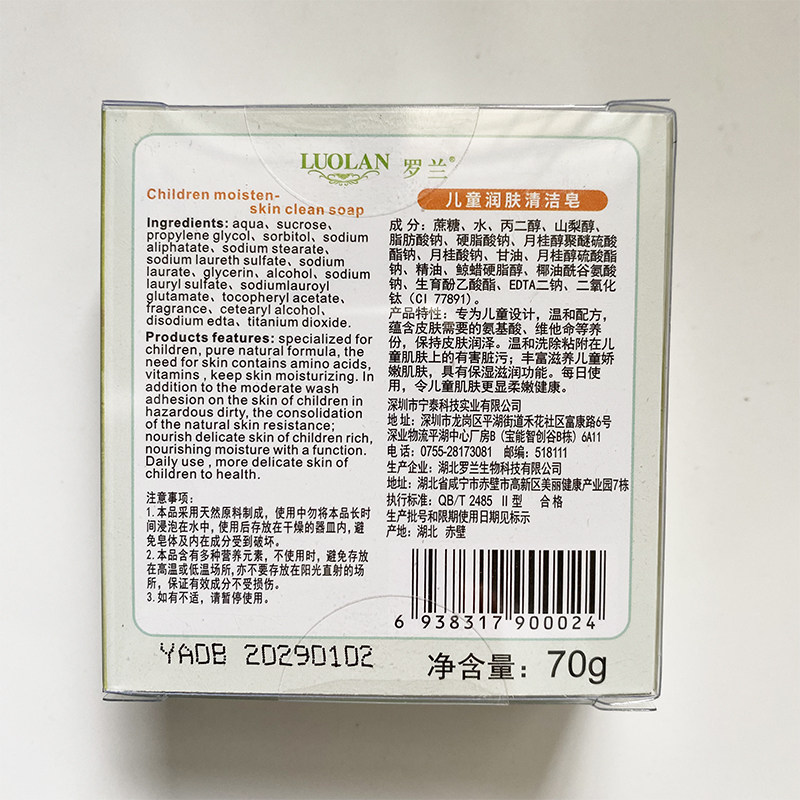 LUOLAN 罗兰®
Children moisten-
skin clean soap
Ingredients: aqua、sucrose、
propylene glycol、sorbitol、sodium
aliphatate、sodium stearate、
sodium laureth sulfate、sodium
laurate、glycerin、alcohol、sodium
lauryl sulfate、sodiumlauroyl
glutamate、tocopheryl acetate、
fragrance、cetearyl alcohol、
disodium edta、titanium dioxide.
Products features: specialized for
children, pure natural formula, the
need for skin contains amino acids,
vitamins , keep skin moisturizing. In
addition to the moderate wash
adhesion on the skin of children in
hazardous dirty, the consolidation
of the natural skin resistance;
nourish delicate skin of children rich,
nourishing moisture with a function.
Daily use , more delicate skin of
children to health.
注意事项:
1.本品采用天然原料制成，使用中勿将本品长时
间浸泡在水中，使用后存放在干燥的器皿内，避
免皂体及内在成分受到破坏。
2.本品含有多种营养元素，不使用时，避免存放
在高温或低温场所,亦不要存放在阳光直射的场
所，保证有效成分不受损伤。
3.如有不适，请暂停使用。
儿童润肤清洁皂
成 分：蔗糖、水、丙二醇、山梨醇、
脂肪酸钠、硬脂酸钠、月桂醇聚醚硫酸
酯钠、月桂酸钠、甘油、月桂醇硫酸酯
钠、精油、鲸蜡硬脂醇、椰油酰谷氨酸
钠、生育酚乙酸酯、EDTA二钠、二氧化
钛（CI 77891）。
产品特性：专为儿童设计，温和配方，
蕴含皮肤需要的氨基酸、维他命等养
份，保持皮肤润泽。温和洗除粘附在儿
童肌肤上的有害脏污；丰富滋养儿童娇
嫩肌肤，具有保湿滋润功能。每日使
用，令儿童肌肤更显柔嫩健康。
深圳市宁泰科技实业有限公司
地 址：深圳市龙岗区平湖街道禾花社区富康路6号
深业物流平湖中心厂房B（宝能智创谷B栋）6A11
电 话：0755-28173081 邮编：518111
生产企业：湖北罗兰生物科技有限公司
地址：湖北省咸宁市赤壁市高新区美丽健康产业园7栋
执行标准：QB/T 2485 II型 合格
生产批号和限期使用日期见标示
产地：湖北 赤壁
6 938317 900024
YADB 20290102
净含量：70g